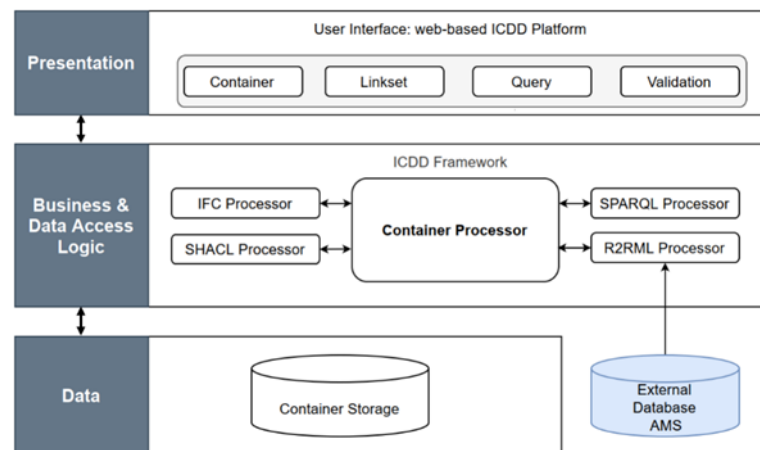 User Interface: web-based ICDD Platform
Presentation
Container
Linkset
Query
Validation
ICDD Framework
Business &
Data Access
Logic
IFC Processor
SHACL Processor
Container Processor
SPARQL Processor
R2RML Processor
Data
Container Storage
External
Database
AMS